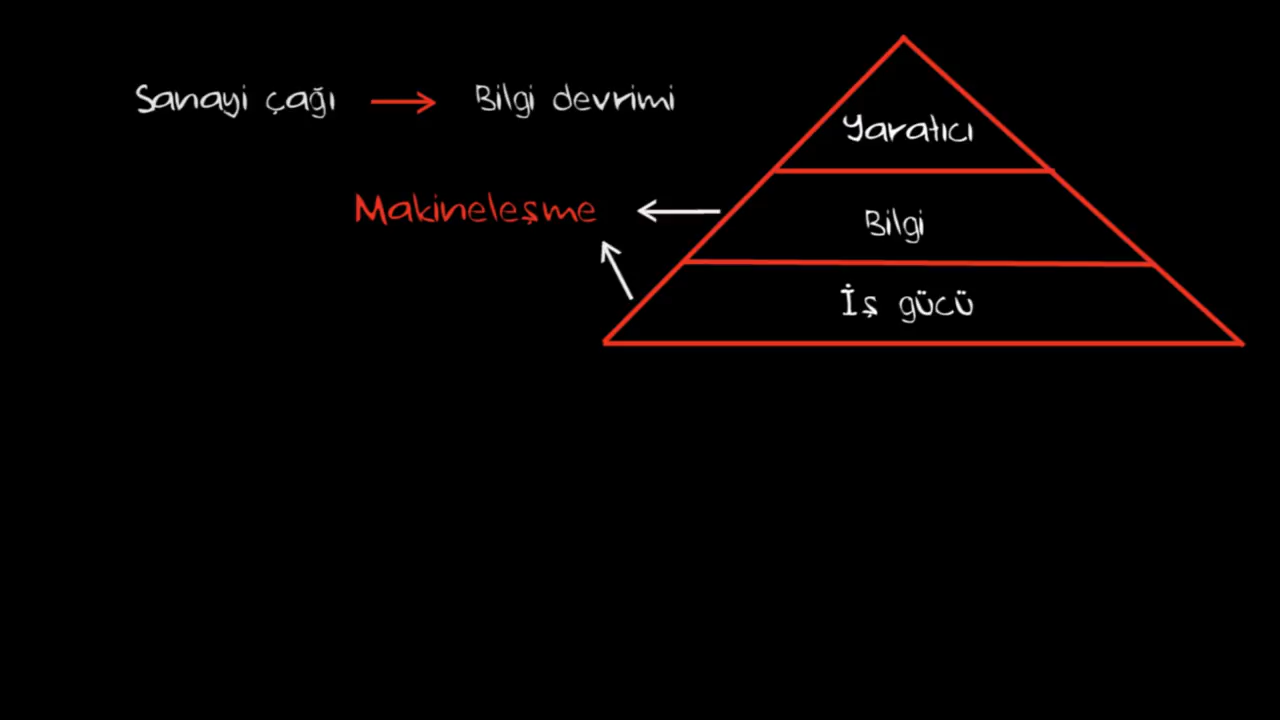 Sanayi çağı → Bilgi devrimi
Makineleşme
Yaratıcı
Bilgi
İş gücü